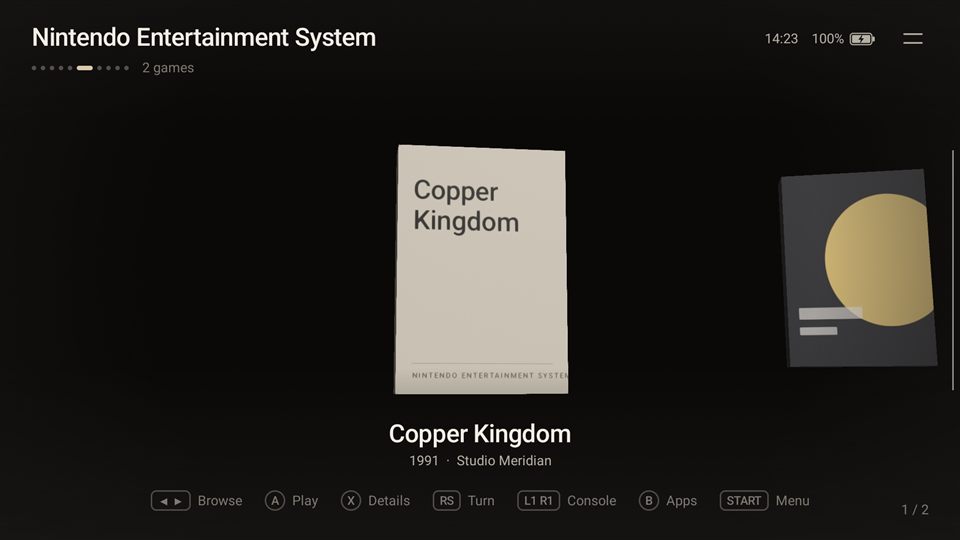 Nintendo Entertainment System
14:23 100%
2 games
Copper
Kingdom
NINTENDO ENTERTAINMENT SYSTEM
Copper Kingdom
1991 · Studio Meridian
◄ ► Browse A Play X Details RS Turn L1 R1 Console B Apps START Menu
1 / 2